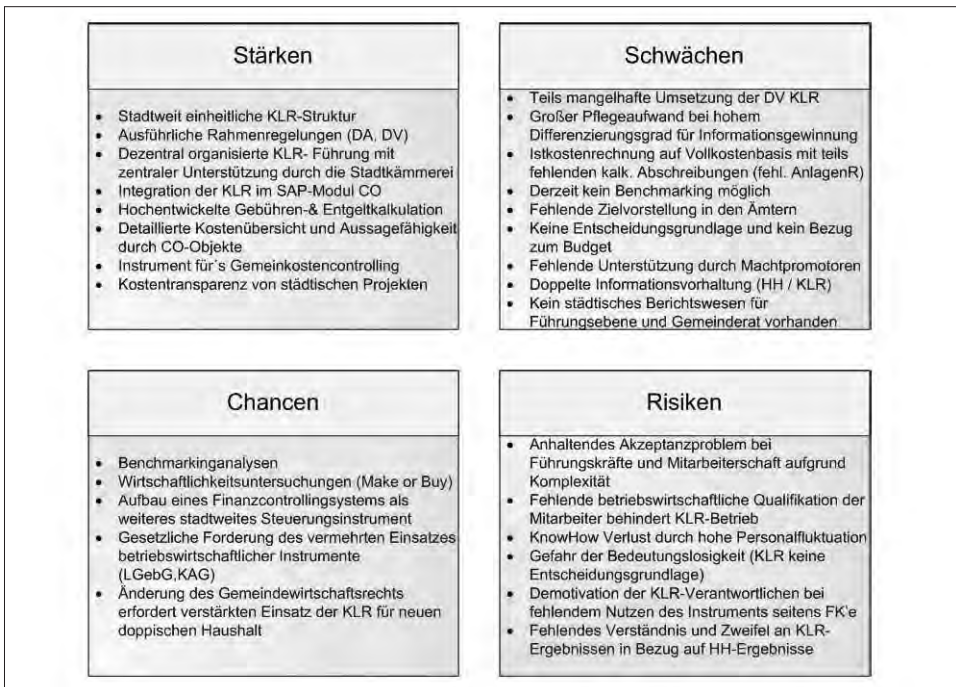 Stärken
• Stadtweit einheitliche KLR-Struktur
• Ausführliche Rahmenregelungen (DA, DV)
• Dezentral organisierte KLR- Führung mit
zentraler Unterstützung durch die Stadtkämmerei
• Integration der KLR im SAP-Modul CO
• Hochentwickelte Gebühren-& Entgeltkalkulation
• Detaillierte Kostenübersicht und Aussagefähigkeit
durch CO-Objekte
• Instrument für´s Gemeinkostencontrolling
• Kostentransparenz von städtischen Projekten
Schwächen
• Teils mangelhafte Umsetzung der DV KLR
• Großer Pflegeaufwand bei hohem
Differenzierungsgrad für Informationsgewinnung
• Istkostenrechnung auf Vollkostenbasis mit teils
fehlenden kalk. Abschreibungen (fehl. AnlagenR)
• Derzeit kein Benchmarking möglich
• Fehlende Zielvorstellung in den Ämtern
• Keine Entscheidungsgrundlage und kein Bezug
zum Budget
• Fehlende Unterstützung durch Machtpromotoren
• Doppelte Informationsvorhaltung (HH / KLR)
• Kein städtisches Berichtswesen für
Führungsebene und Gemeinderat vorhanden
Chancen
• Benchmarkinganalysen
• Wirtschaftlichkeitsuntersuchungen (Make or Buy)
• Aufbau eines Finanzcontrollingsystems als
weiteres stadtweites Steuerungsinstrument
• Gesetzliche Forderung des vermehrten Einsatzes
betriebswirtschaftlicher Instrumente
(LGebG,KAG)
• Änderung des Gemeindewirtschaftsrechts
erfordert verstärkten Einsatz der KLR für neuen
doppischen Haushalt
Risiken
• Anhaltendes Akzeptanzproblem bei
Führungskräfte und Mitarbeiterschaft aufgrund
Komplexität
• Fehlende betriebswirtschaftliche Qualifikation der
Mitarbeiter behindert KLR-Betrieb
• KnowHow Verlust durch hohe Personalfluktuation
• Gefahr der Bedeutungslosigkeit (KLR keine
Entscheidungsgrundlage)
• Demotivation der KLR-Verantwortlichen bei
fehlendem Nutzen des Instruments seitens FK´e
• Fehlendes Verständnis und Zweifel an KLR-
Ergebnissen in Bezug auf HH-Ergebnisse